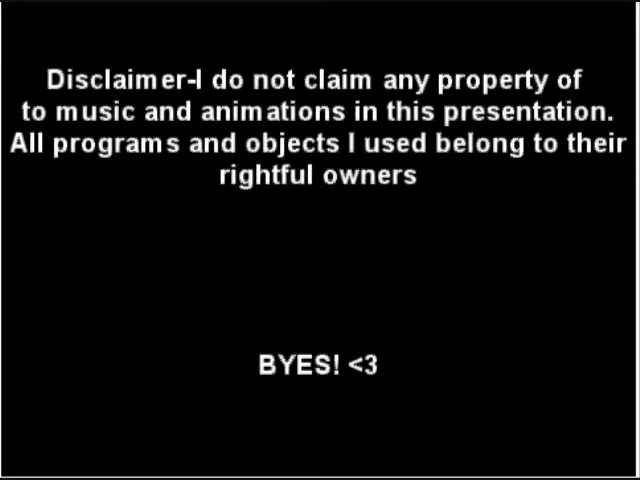 Disclaimer-I do not claim any property of
to music and animations in this presentation.
All programs and objects I used belong to their
rightful owners
BYES! <3